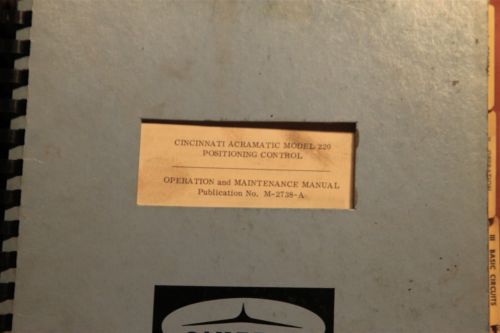 CINCINNATI ACRAMATIC MODEL 220
POSITIONING CONTROL
OPERATION and MAINTENANCE MANUAL
Publication No. M-2738-A
III BASIC CIRCUITS